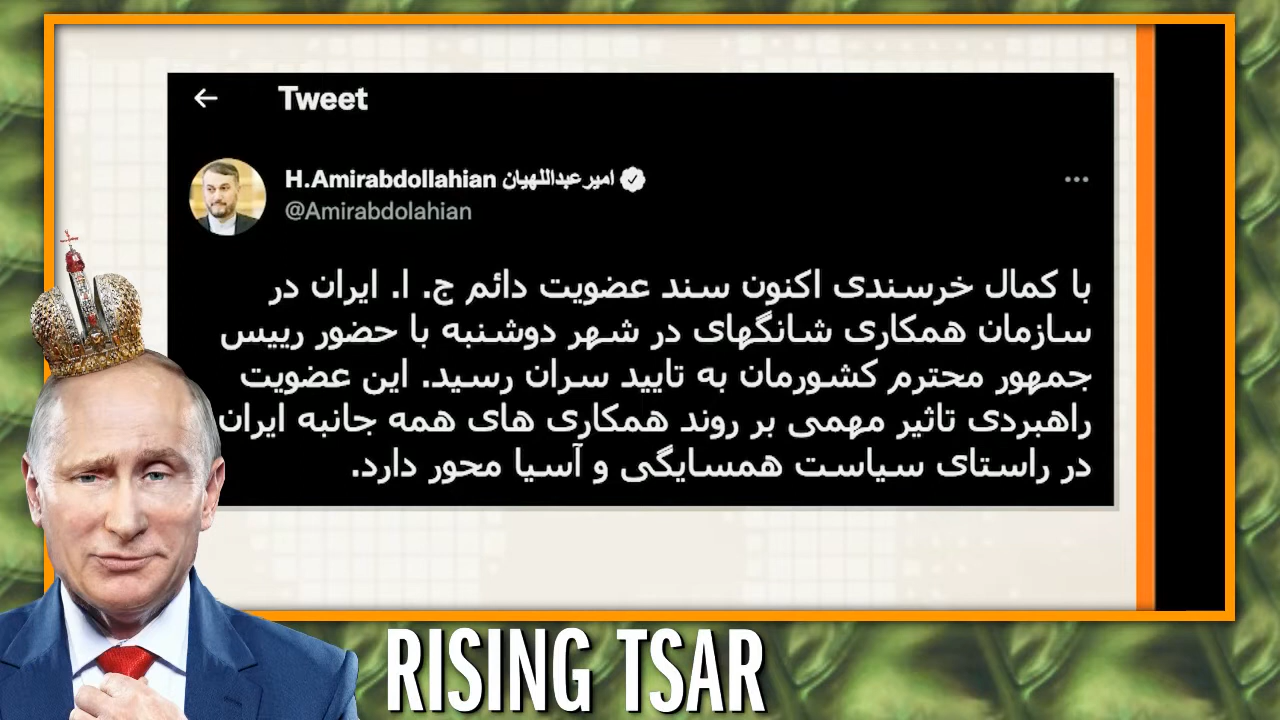 Tweet
H.Amirabdollahian امیرعبداللهیان
@Amirabdolahian
با کمال خرسندی اکنون سند عضویت دائم ج. ا. ایران در
سازمان همکاری شانگهای در شهر دوشنبه با حضور رییس
جمهور محترم کشورمان به تایید سران رسید. این عضویت
راهبردی تاثیر مهمی بر روند همکاری های همه جانبه ایران
در راستای سیاست همسایگی و آسیا محور دارد.
RISING TSAR